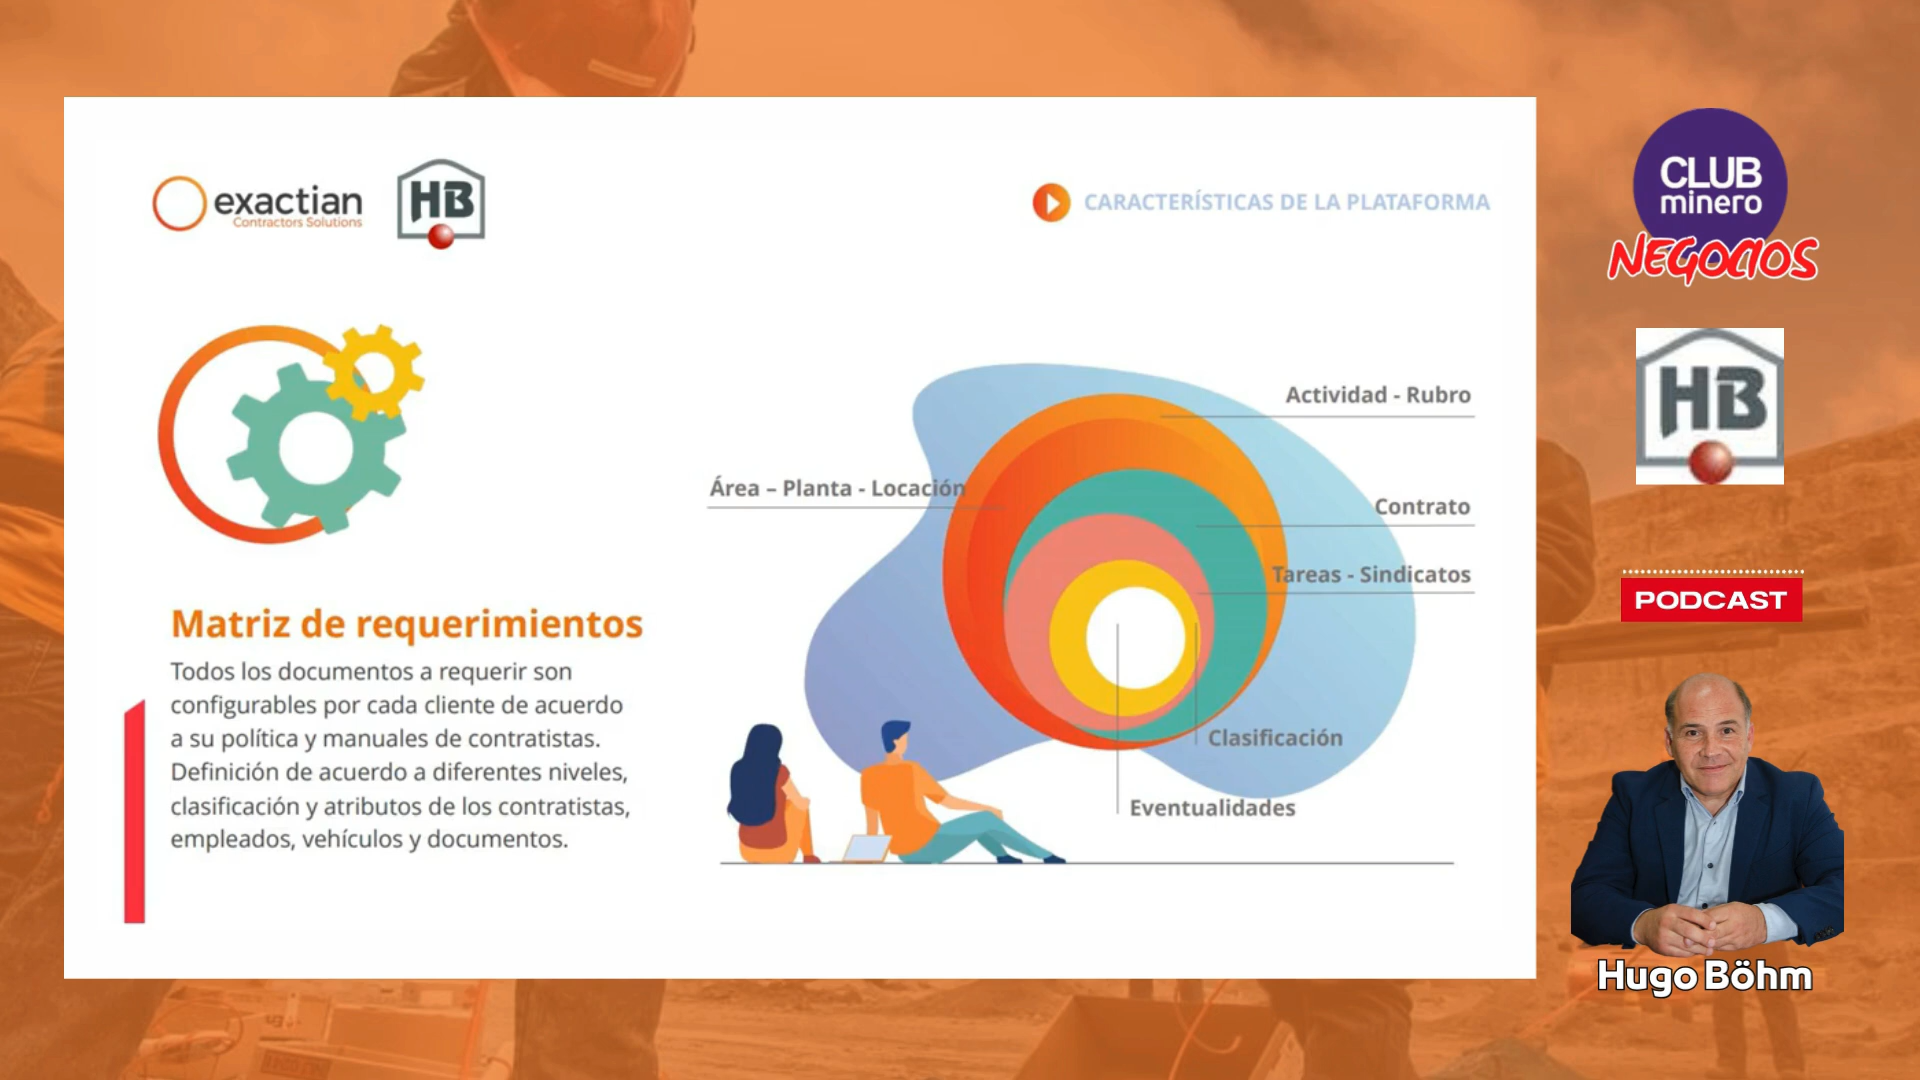 exactian
Contractors Solutions
HB
CARACTERÍSTICAS DE LA PLATAFORMA
Matriz de requerimientos
Todos los documentos a requerir son
configurables por cada cliente de acuerdo
a su política y manuales de contratistas.
Definición de acuerdo a diferentes niveles,
clasificación y atributos de los contratistas,
empleados, vehículos y documentos.
Actividad - Rubro
Área – Planta - Locación
Contrato
Tareas - Sindicatos
Clasificación
Eventualidades
CLUB
minero
NEGOCIOS
HB
PODCAST
Hugo Böhm